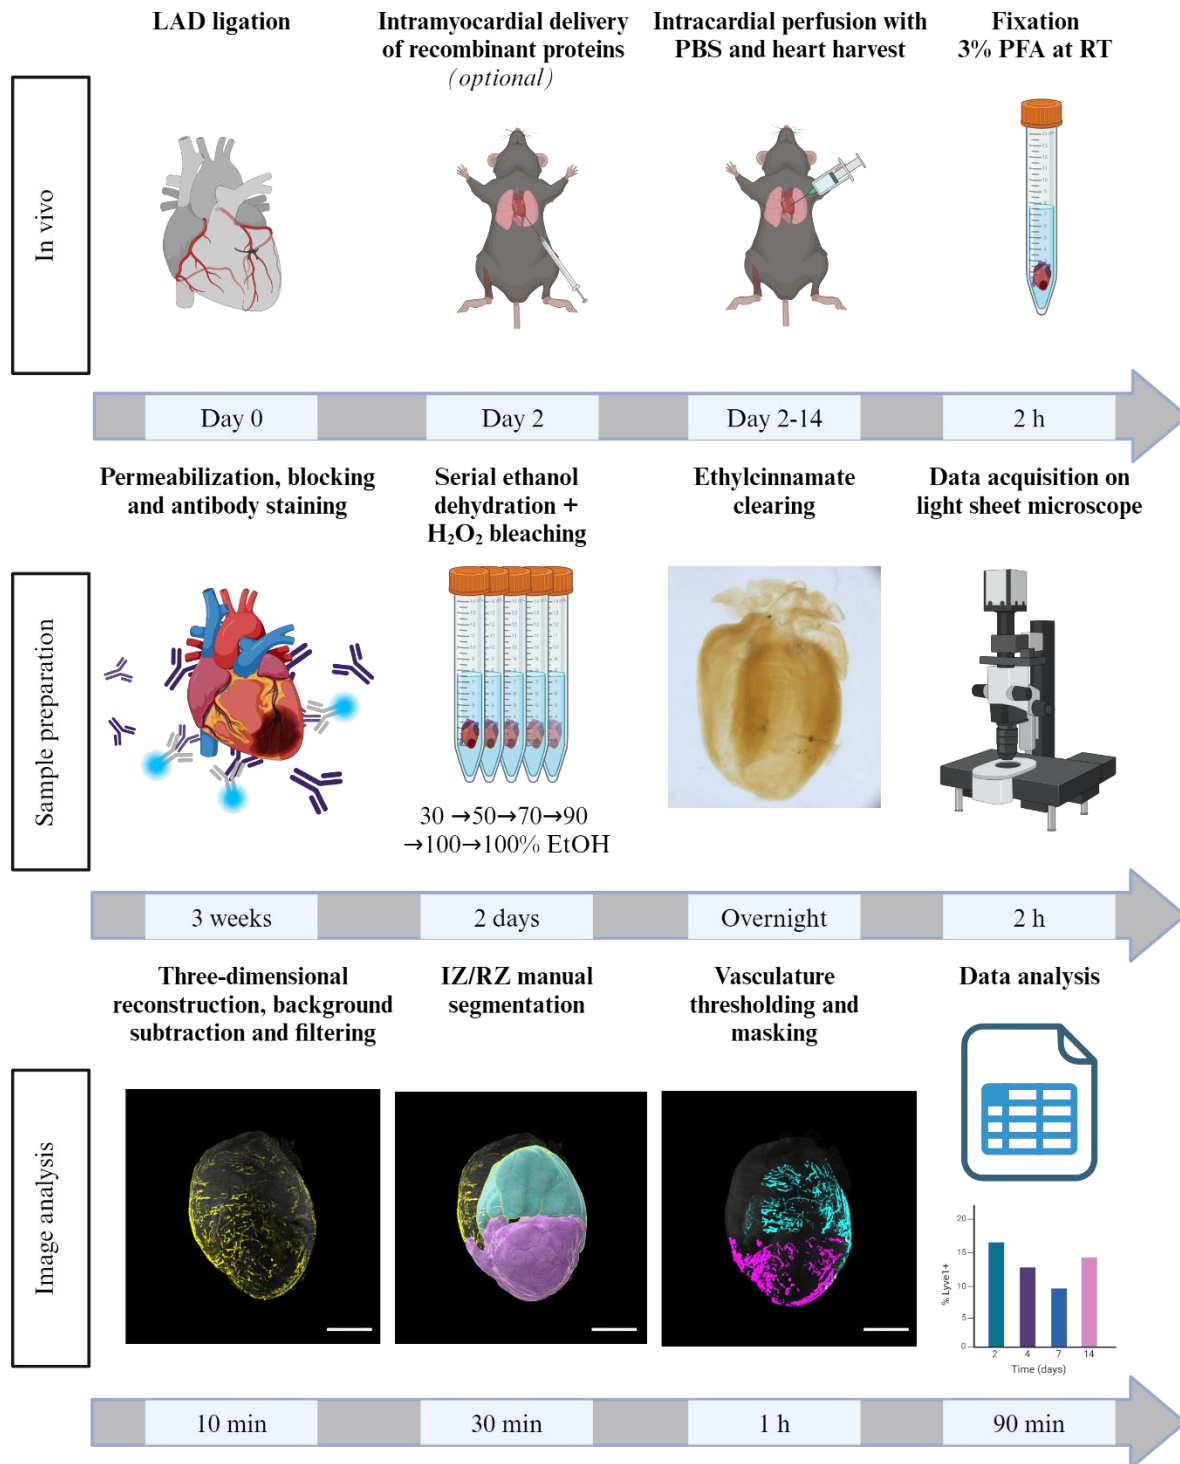 LAD ligation
Intramyocardial delivery
of recombinant proteins
(optional)
Intracardial perfusion with
PBS and heart harvest
Fixation
3% PFA at RT
In vivo
Day 0
Day 2
Day 2-14
2 h
Permeabilization, blocking
and antibody staining
Serial ethanol
dehydration +
H₂O₂ bleaching
Ethylcinnamate
clearing
Data acquisition on
light sheet microscope
Sample preparation
30 →50→70→90
→100→100% EtOH
3 weeks
2 days
Overnight
2 h
Three-dimensional
reconstruction, background
subtraction and filtering
IZ/RZ manual
segmentation
Vasculature
thresholding and
masking
Data analysis
Image analysis
% Lyve1+
20
15
10
5
0
2 4 7 14
Time (days)
10 min
30 min
1 h
90 min